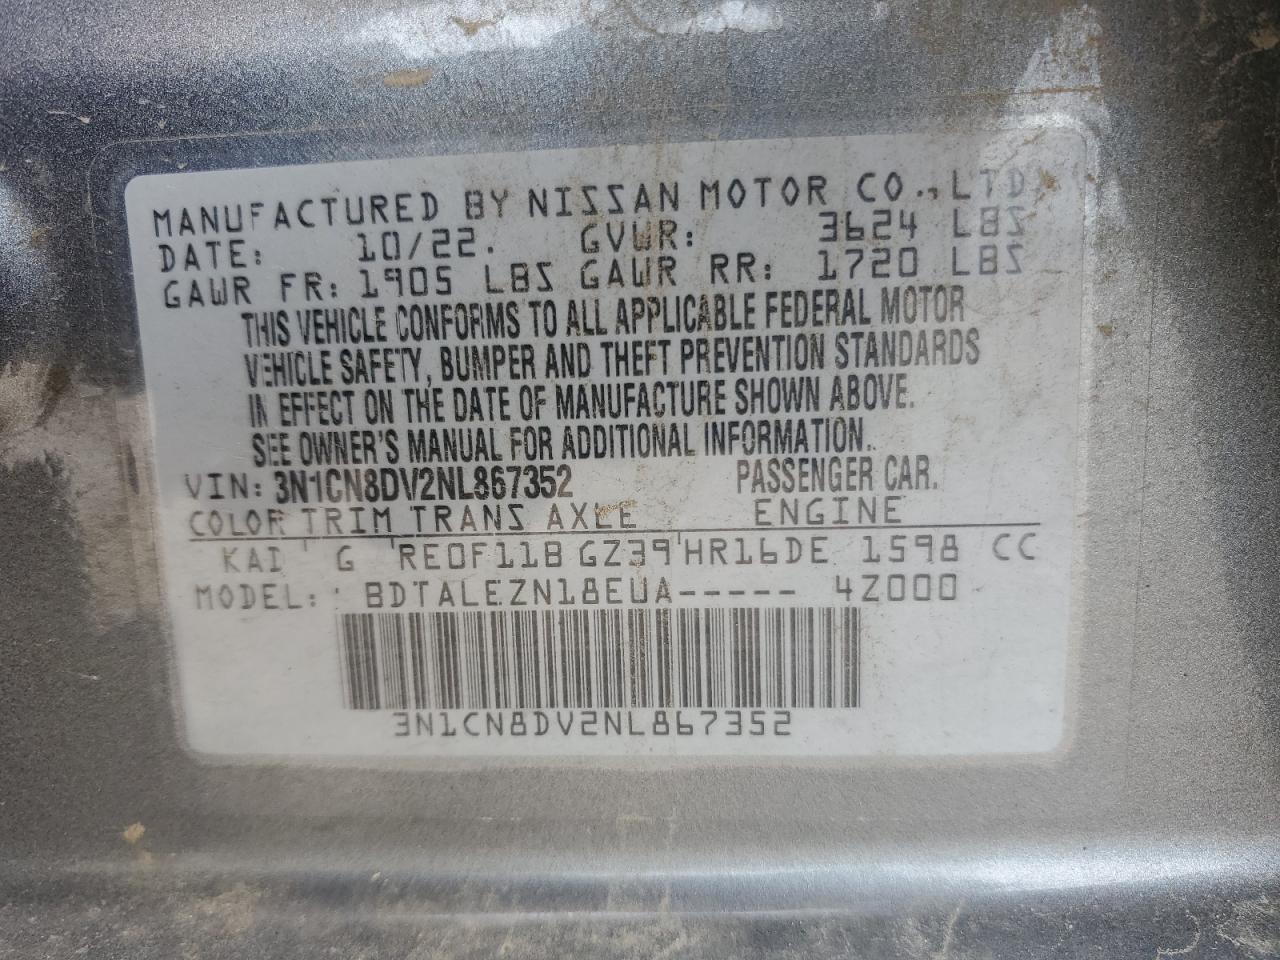 MANUFACTURED BY NISSAN MOTOR CO., LTD.
DATE: 10/22. GVWR: 3624 LBS
GAWR FR: 1905 LBS GAWR RR: 1720 LBS
THIS VEHICLE CONFORMS TO ALL APPLICABLE FEDERAL MOTOR
VEHICLE SAFETY, BUMPER AND THEFT PREVENTION STANDARDS
IN EFFECT ON THE DATE OF MANUFACTURE SHOWN ABOVE.
SEE OWNER'S MANUAL FOR ADDITIONAL INFORMATION.
VIN: 3N1CN8DV2NL867352 PASSENGER CAR.
COLOR TRIM TRANS AXLE ENGINE
KAD G RE0F11B GZ39 HR16DE 1598 CC
MODEL: BDTALEZN18EUA----- 4Z000
3N1CN8DV2NL867352